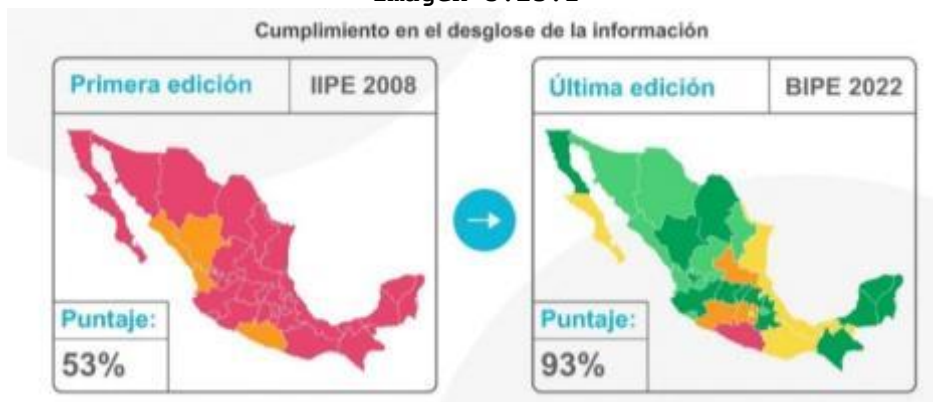 Cumplimiento en el desglose de la información
Primera edición
IIPE 2008
Puntaje:
53%
Última edición
BIPE 2022
Puntaje:
93%